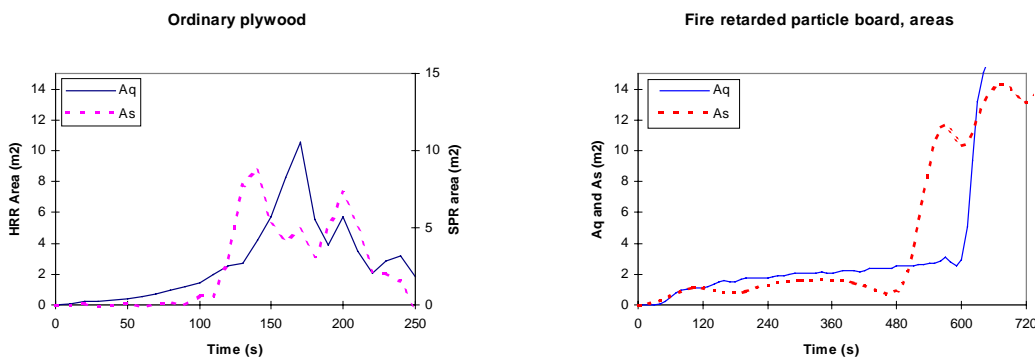 Ordinary plywood
HRR Area (m2)
14
12
10
8
6
4
2
0
Aq
As
15
10
5
0
SPR area (m2)
0 50 100 150 200 250
Time (s)
Fire retarded particle board, areas
Aq and As (m2)
14
12
10
8
6
4
2
0
Aq
As
0 120 240 360 480 600 720
Time (s)